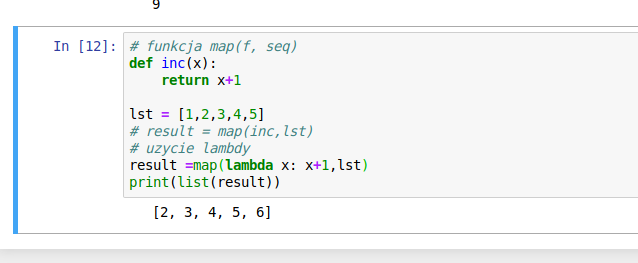 9
In [12]: # funkcja map(f, seq)
def inc(x):
    return x+1

lst = [1,2,3,4,5]
# result = map(inc,lst)
# uzycie lambdy
result =map(lambda x: x+1,lst)
print(list(result))
[2, 3, 4, 5, 6]